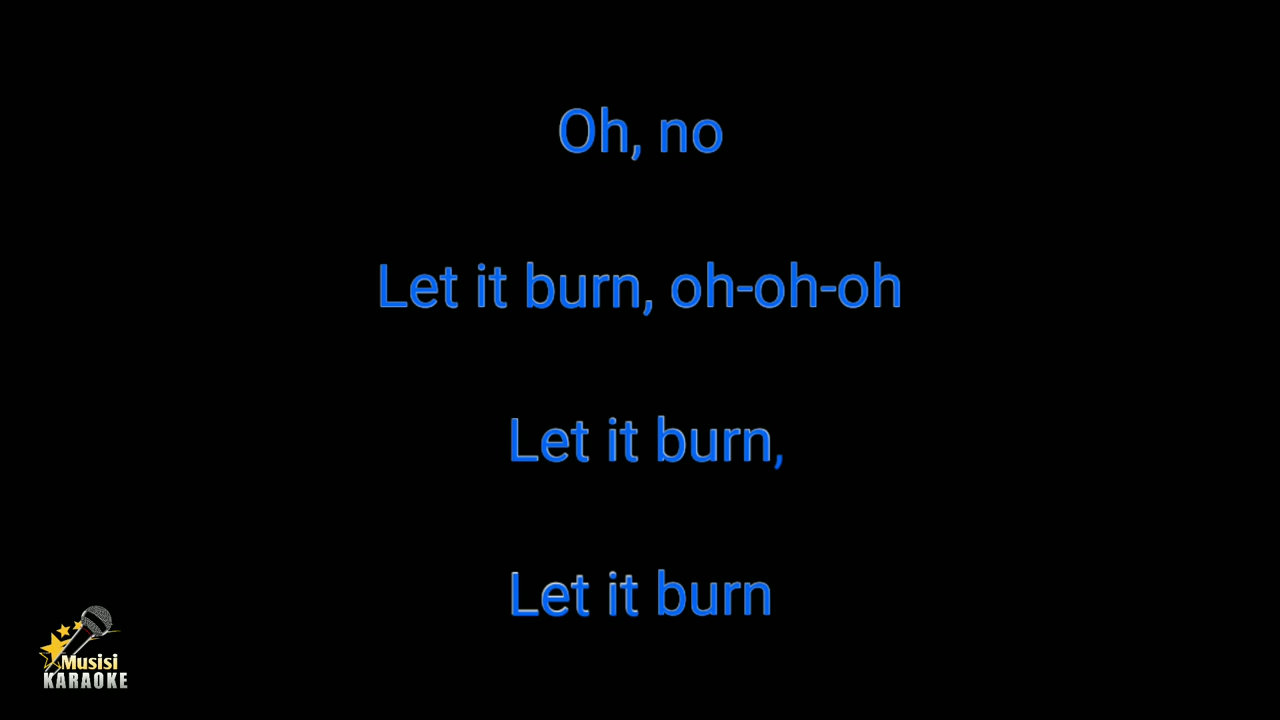 Oh, no
Let it burn, oh-oh-oh
Let it burn,
Let it burn
Musisi
KARAOKE